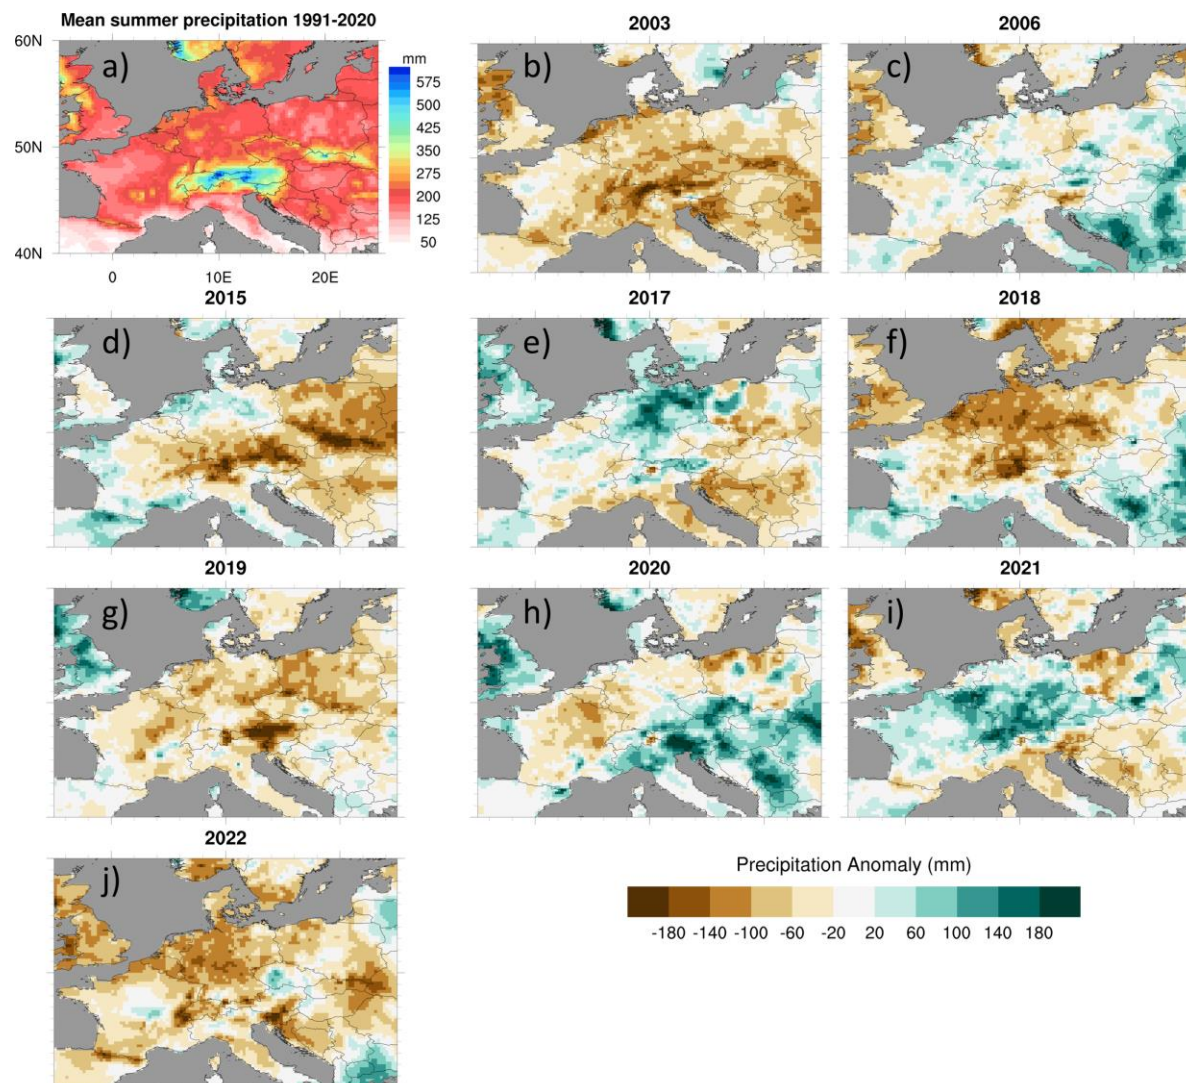 Mean summer precipitation 1991-2020
2003
2006
60N
a)
mm
575
500
425
350
275
200
125
50
b)
c)
50N
40N
0
10E
20E
2015
2017
2018
d)
e)
f)
2019
2020
2021
g)
h)
i)
2022
j)
Precipitation Anomaly (mm)
-180 -140 -100 -60 -20 20 60 100 140 180